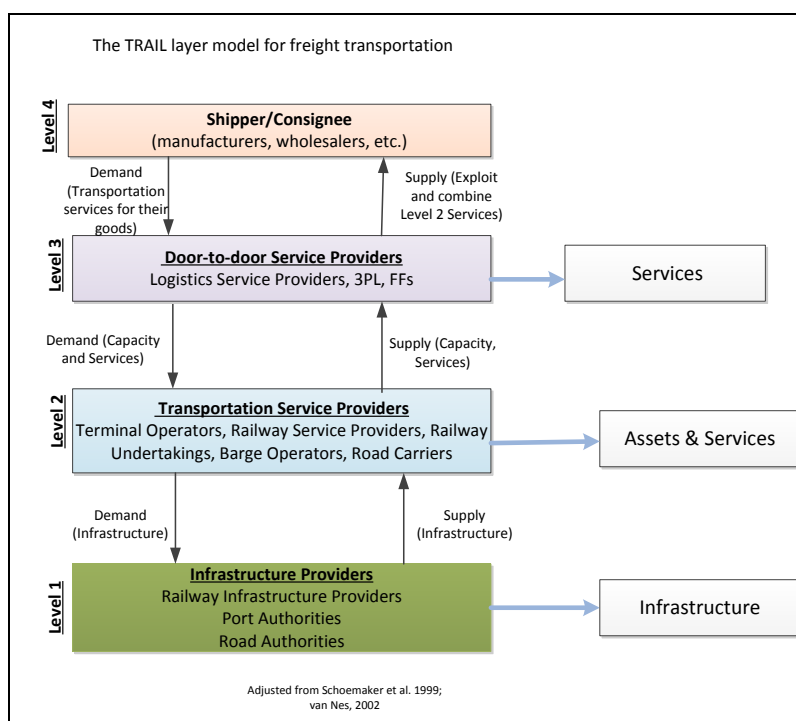 The TRAIL layer model for freight transportation
Level 4
Shipper/Consignee
(manufacturers, wholesalers, etc.)
Demand
(Transportation
services for their
goods)
Supply (Exploit
and combine
Level 2 Services)
Level 3
Door-to-door Service Providers
Logistics Service Providers, 3PL, FFs
Services
Demand (Capacity
and Services)
Supply (Capacity,
Services)
Level 2
Transportation Service Providers
Terminal Operators, Railway Service Providers, Railway
Undertakings, Barge Operators, Road Carriers
Assets & Services
Demand
(Infrastructure)
Supply
(Infrastructure)
Level 1
Infrastructure Providers
Railway Infrastructure Providers
Port Authorities
Road Authorities
Infrastructure
Adjusted from Schoemaker et al. 1999;
van Nes, 2002